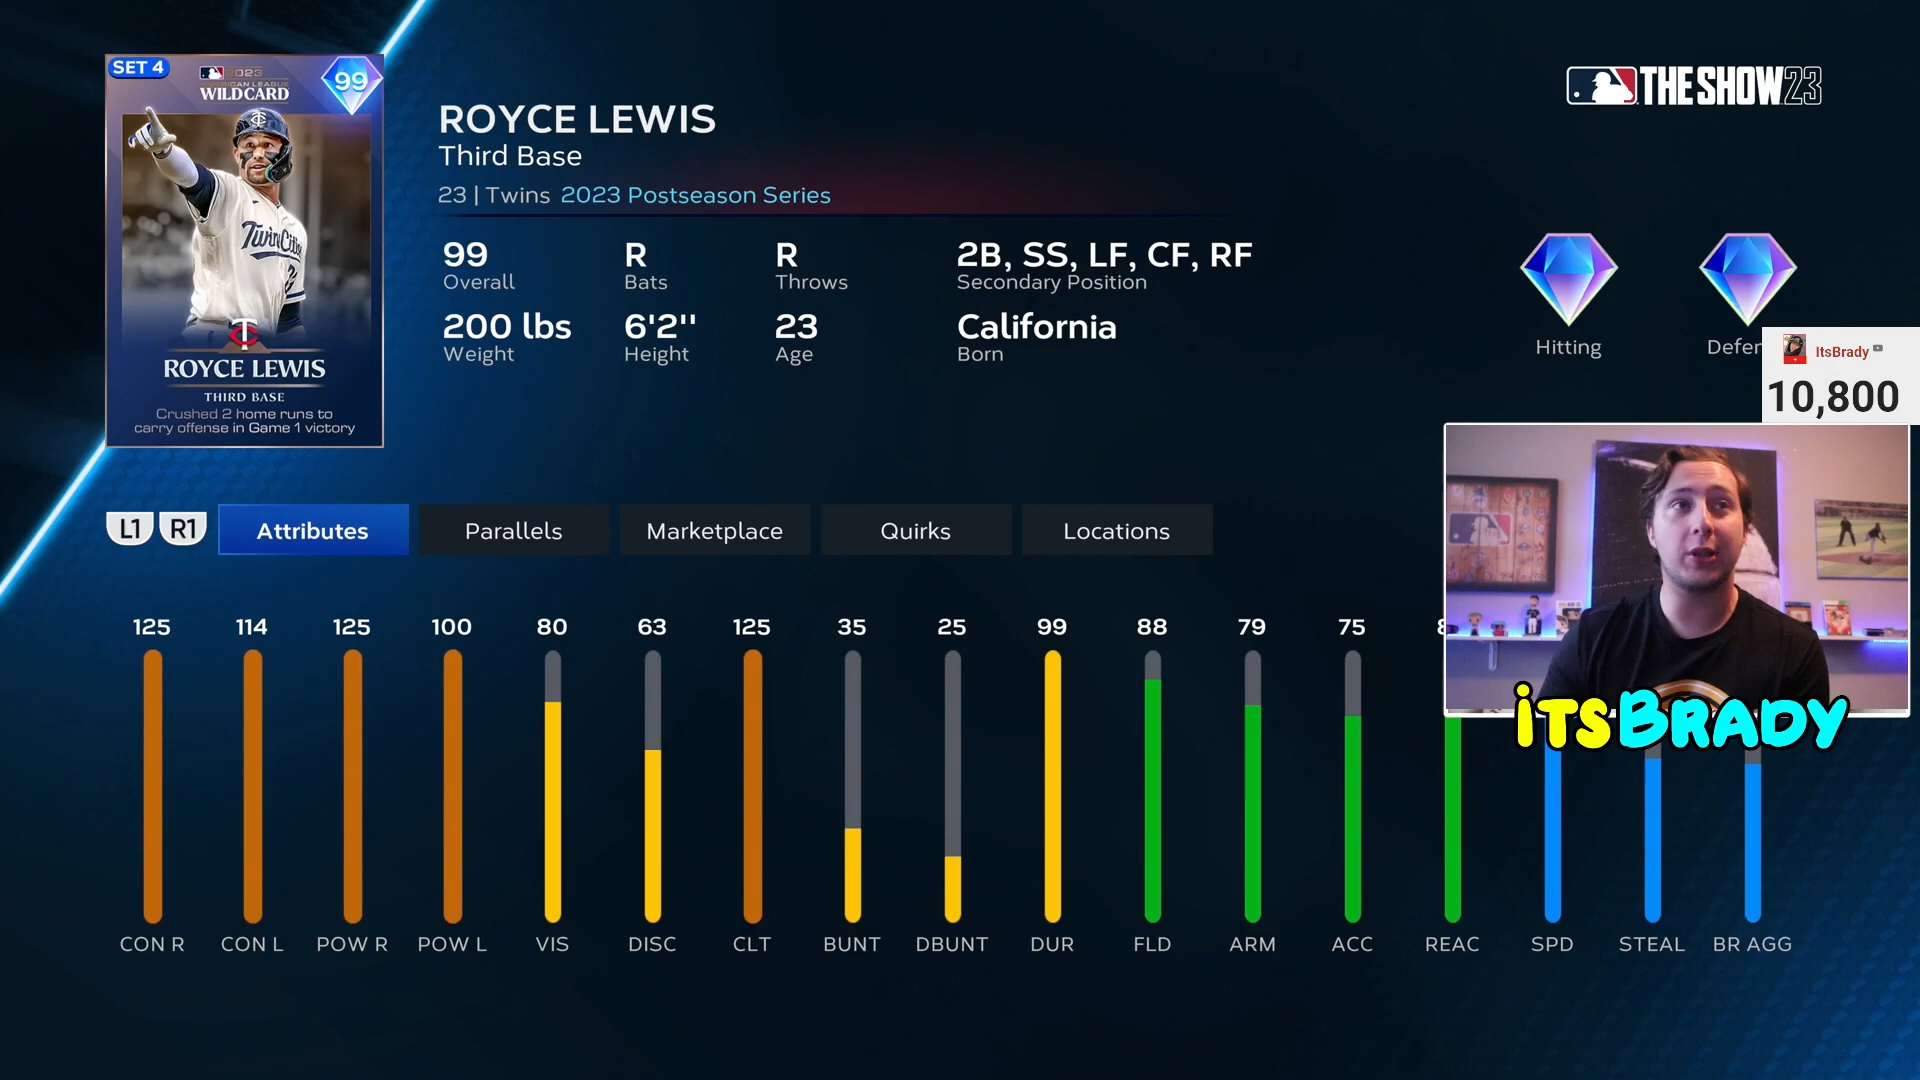 SET 4
2023
WILDCARD
99
Twin Cities
ROYCE LEWIS
THIRD BASE
Crushed 2 home runs to
carry offense in Game 1 victory
ROYCE LEWIS
Third Base
23 | Twins 2023 Postseason Series
99 R R 2B, SS, LF, CF, RF
Overall Bats Throws Secondary Position
200 lbs 6'2'' 23 California
Weight Height Age Born
THE SHOW 23
Hitting Defen
ItsBrady
10,800
L1 R1 Attributes Parallels Marketplace Quirks Locations
125 114 125 100 80 63 125 35 25 99 88 79 75
iTSBRADY
CON R CON L POW R POW L VIS DISC CLT BUNT DBUNT DUR FLD ARM ACC REAC SPD STEAL BR AGG